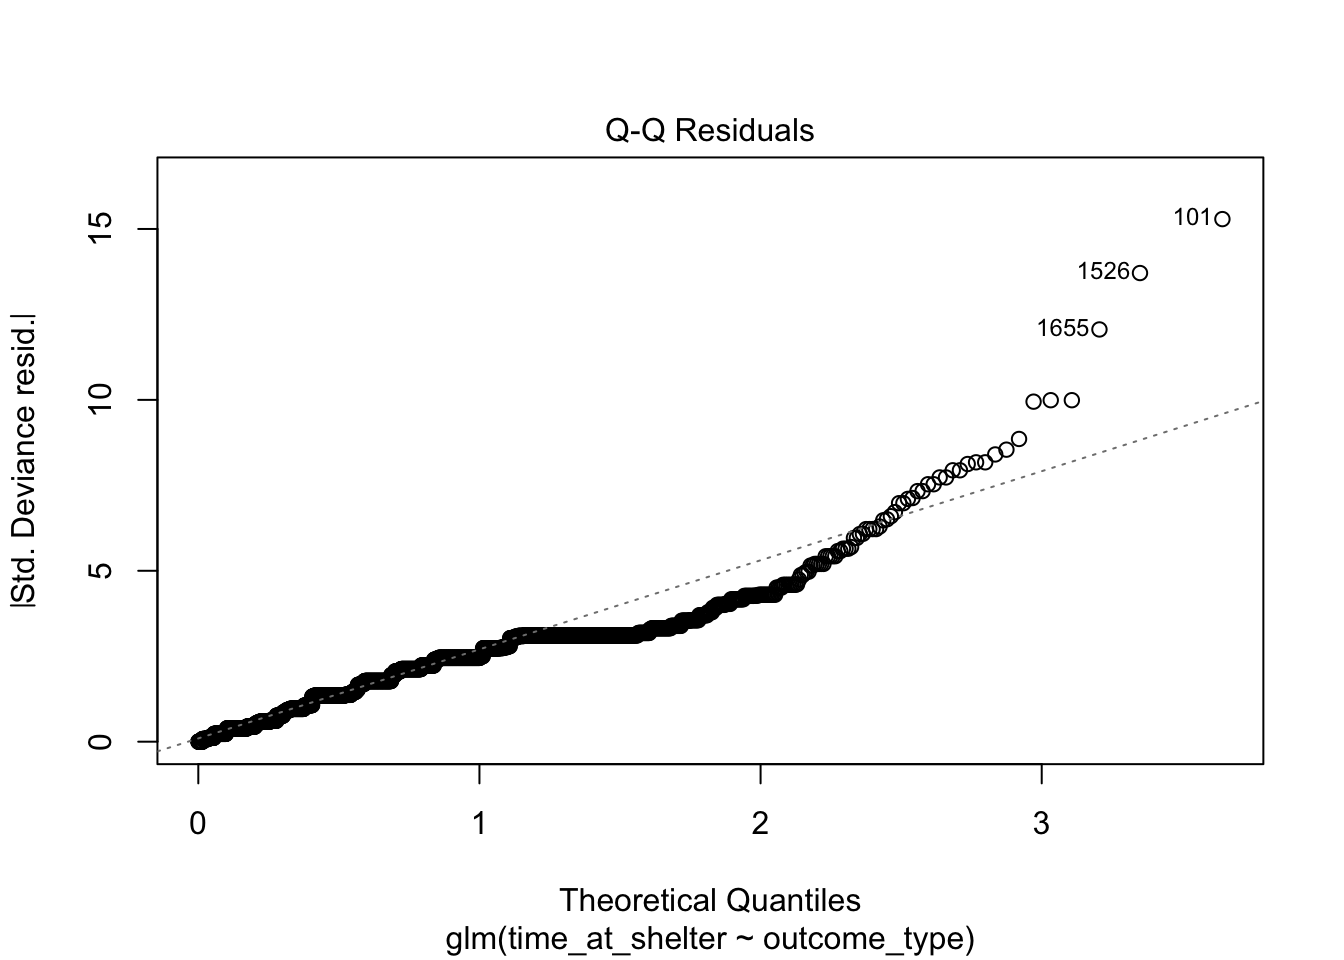 Q-Q Residuals
|Std. Deviance resid.|
15
10
5
0
101
1526
1655
0 1 2 3
Theoretical Quantiles
glm(time_at_shelter ~ outcome_type)